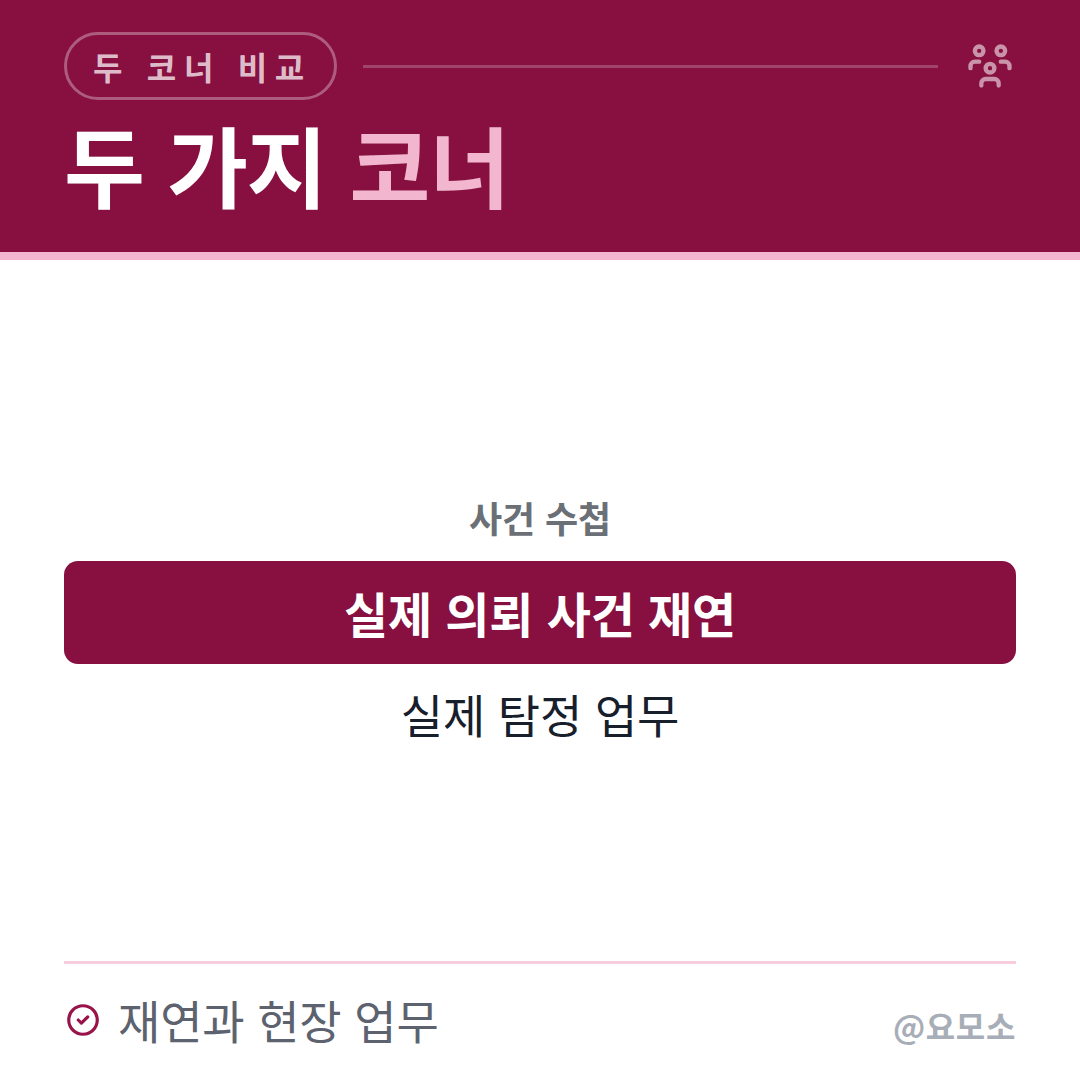 두 코너 비교
두 가지 코너
사건 수첩
실제 의뢰 사건 재연
실제 탐정 업무
재연과 현장 업무
@요모소